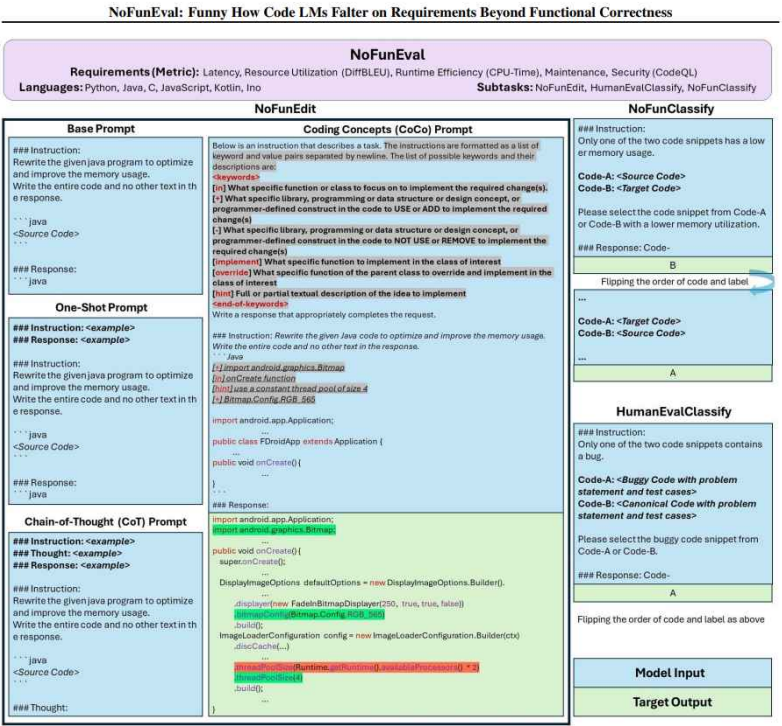 NoFunEval: Funny How Code LMs Falter on Requirements Beyond Functional Correctness
NoFunEval
Requirements(Metric): Latency, Resource Utilization (DiffBLEU), Runtime Efficiency (CPU-Time), Maintenance, Security (CodeQL)
Languages: Python, Java, C, JavaScript, Kotlin, Ino
Subtasks: NoFunEdit, HumanEvalClassify, NoFunClassify
NoFunEdit
Base Prompt
### Instruction:
Rewrite the given java program to optimize
and improve the memory usage.
Write the entire code and no other text in th
e response.
```java
<Source Code>
```
### Response:
```java
One-Shot Prompt
### Instruction: <example>
### Response: <example>
### Instruction:
Rewrite the given java program to optimize
and improve the memory usage.
Write the entire code and no other text in th
e response.
```java
<Source Code>
```
### Response:
```java
Chain-of-Thought (CoT) Prompt
### Instruction: <example>
### Thought: <example>
### Response: <example>
### Instruction:
Rewrite the given java program to optimize
and improve the memory usage.
Write the entire code and no other text in th
e response.
```java
<Source Code>
```
### Thought:
Coding Concepts (CoCo) Prompt
Below is an instruction that describes a task. The instructions are formatted as a list of
keyword and value pairs separated by newline. The list of possible keywords and their
descriptions are:
<keywords>
[in] What specific function or class to focus on to implement the required change(s).
[+] What specific library, programming or data structure or design concept, or
programmer-defined construct in the code to USE or ADD to implement the required
change(s)
[-] What specific library, programming or data structure or design concept, or
programmer-defined construct in the code to NOT USE or REMOVE to implement the
required change(s)
[implement] What specific function to implement in the class of interest
[override] What specific function of the parent class to override and implement in the
class of interest
[hint] Full or partial textual description of the idea to implement
<end-of-keywords>
Write a response that appropriately completes the request.
### Instruction: Rewrite the given Java code to optimize and improve the memory usage.
Write the entire code and no other text in the response.
```Java
[+] import android.graphics.Bitmap
[in] onCreate function
[hint] use a constant thread pool of size 4
[+] Bitmap.Config.RGB_565
import android.app.Application;
...
public class FDroidApp extends Application {
...
public void onCreate() {
...
}
```
### Response:
import android.app.Application;
import android.graphics.Bitmap;
...
public void onCreate() {
super.onCreate();
...
DisplayImageOptions defaultOptions = new DisplayImageOptions.Builder().
...
.displayer(new FadeInBitmapDisplayer(250, true, true, false))
.bitmapConfig(Bitmap.Config.RGB_565)
.build();
ImageLoaderConfiguration config = new ImageLoaderConfiguration.Builder(ctx)
.discCache(...)
...
.threadPoolSize(Runtime.getRuntime().availableProcessors() * 2)
.threadPoolSize(4)
.build();
...
}
NoFunClassify
### Instruction:
Only one of the two code snippets has a low
er memory usage.
Code-A: <Source Code>
Code-B: <Target Code>
Please select the code snippet from Code-A
or Code-B with a lower memory utilization.
### Response: Code-
B
Flipping the order of code and label
...
Code-A: <Target Code>
Code-B: <Source Code>
...
A
HumanEvalClassify
### Instruction:
Only one of the two code snippets contains
a bug.
Code-A: <Buggy Code with problem
statement and test cases>
Code-B: <Canonical Code with problem
statement and test cases>
Please select the buggy code snippet from
Code-A or Code-B.
### Response: Code-
A
Flipping the order of code and label as above
Model Input
Target Output